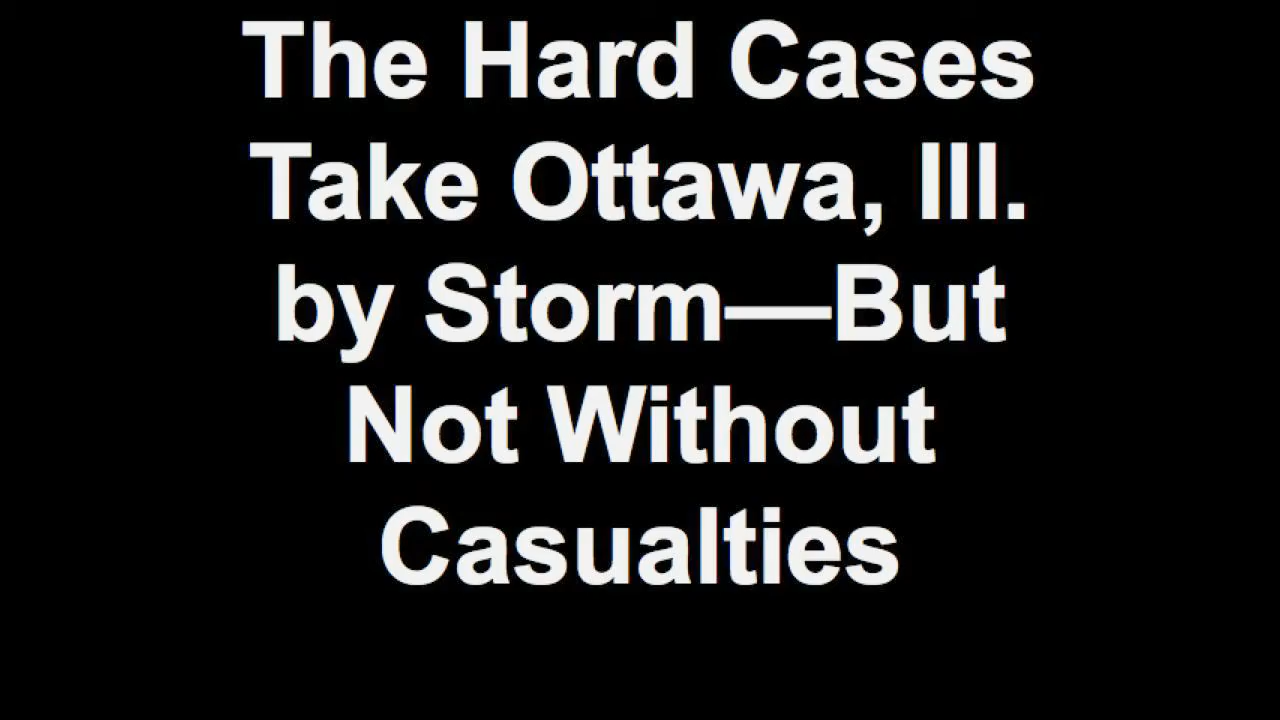 The Hard Cases
Take Ottawa, Ill.
by Storm—But
Not Without
Casualties